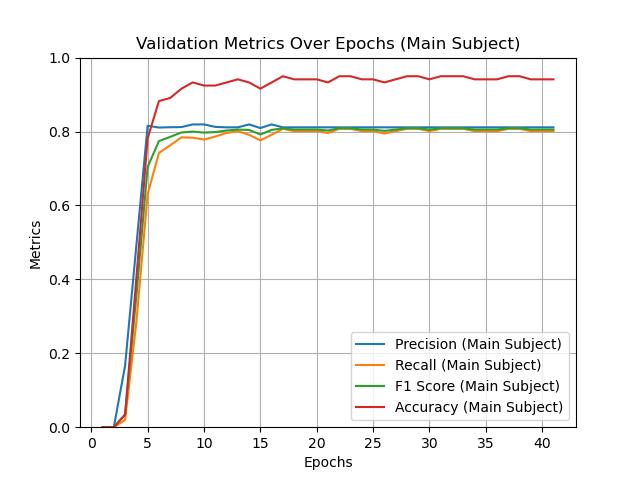 Validation Metrics Over Epochs (Main Subject)
1.0
0.8
0.6
0.4
0.2
0.0
Metrics
Precision (Main Subject)
Recall (Main Subject)
F1 Score (Main Subject)
Accuracy (Main Subject)
0 5 10 15 20 25 30 35 40
Epochs